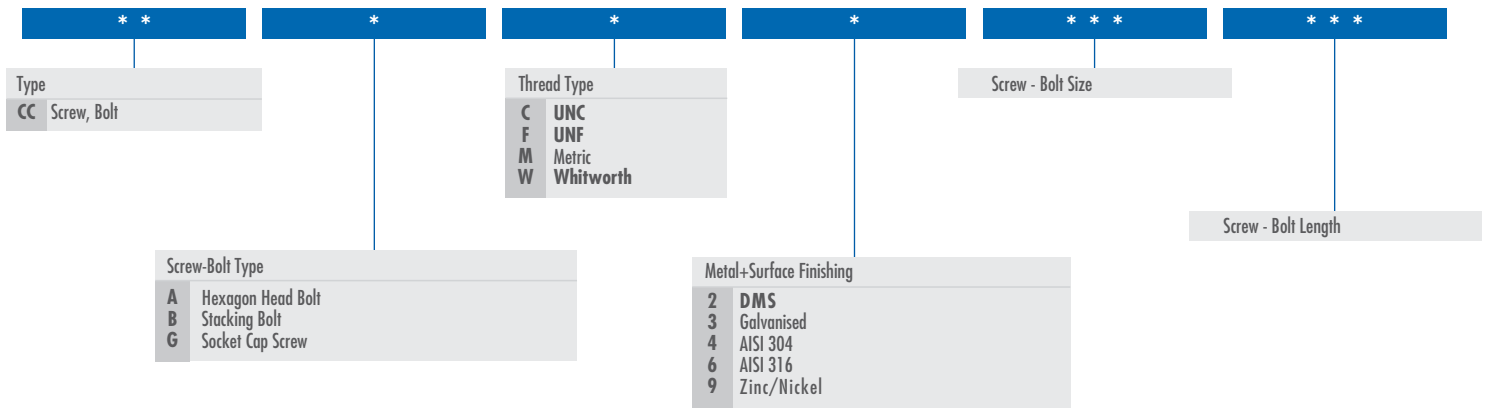 * * * * * * * * * * *
Type
CC Screw, Bolt
Thread Type
C UNC
F UNF
M Metric
W Whitworth
Screw - Bolt Size
Screw - Bolt Length
Screw-Bolt Type
A Hexagon Head Bolt
B Stacking Bolt
G Socket Cap Screw
Metal+Surface Finishing
2 DMS
3 Galvanised
4 AISI 304
6 AISI 316
9 Zinc/Nickel